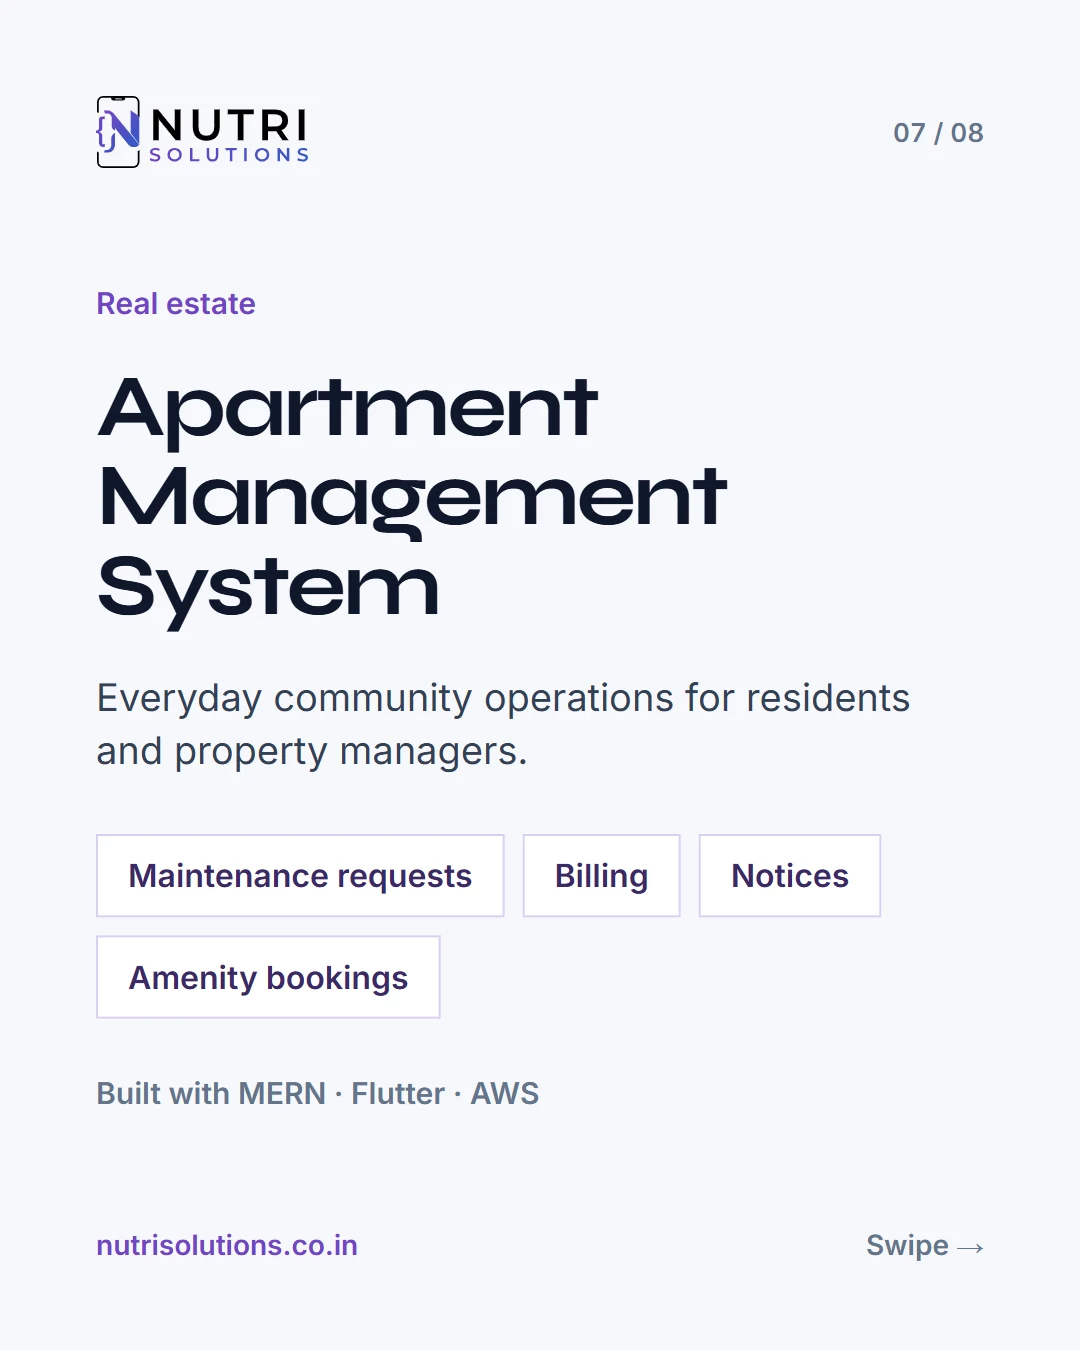 NUTRI
SOLUTIONS
07 / 08
Real estate
Apartment
Management
System
Everyday community operations for residents
and property managers.
Maintenance requests
Billing
Notices
Amenity bookings
Built with MERN · Flutter · AWS
nutrisolutions.co.in
Swipe →